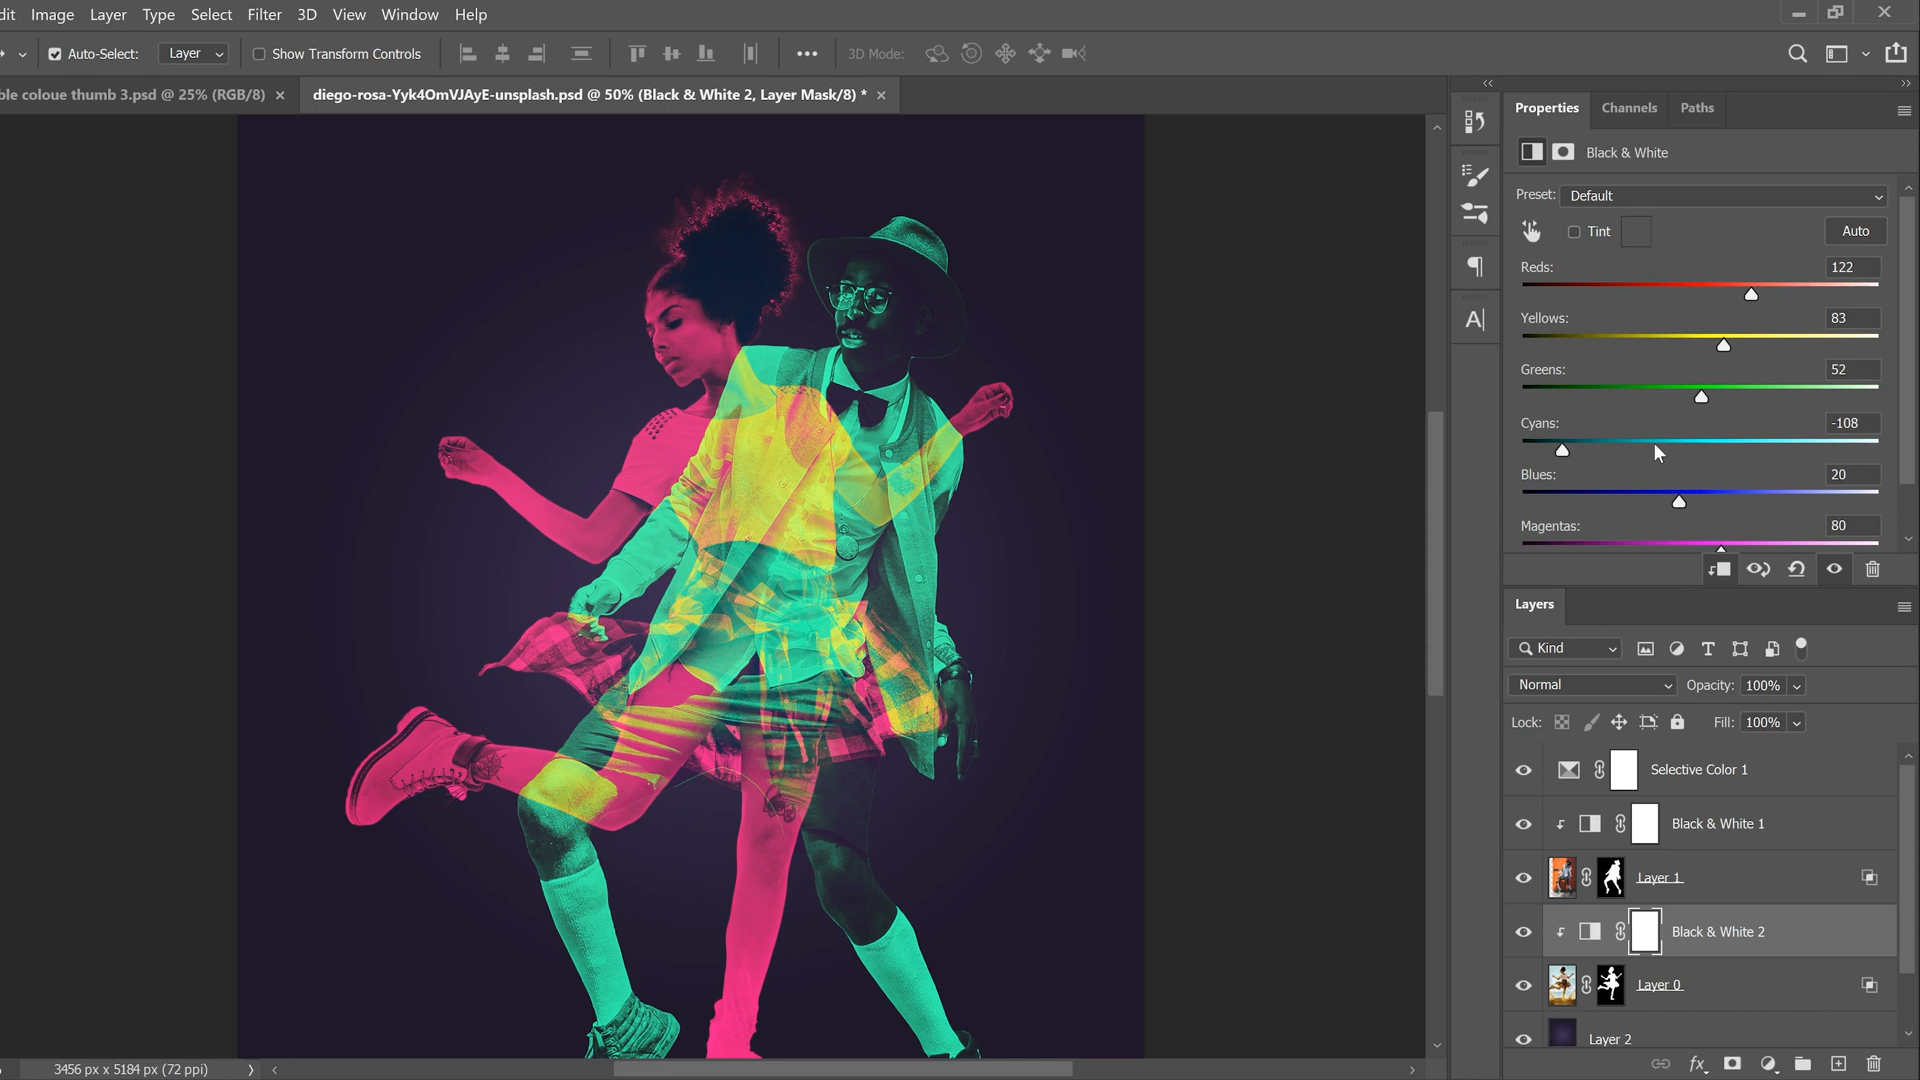 dit Image Layer Type Select Filter 3D View Window Help
Auto-Select: Layer Show Transform Controls 3D Mode:
ble coloue thumb 3.psd @ 25% (RGB/8) × diego-rosa-Yyk4OmVJAyE-unsplash.psd @ 50% (Black & White 2, Layer Mask/8) * ×
Properties Channels Paths
Black & White
Preset: Default
Tint Auto
Reds: 122
Yellows: 83
Greens: 52
Cyans: -108
Blues: 20
Magentas: 80
Layers
Kind
Normal Opacity: 100%
Lock: Fill: 100%
Selective Color 1
Black & White 1
Layer 1
Black & White 2
Layer 0
Layer 2
3456 px x 5184 px (72 ppi)